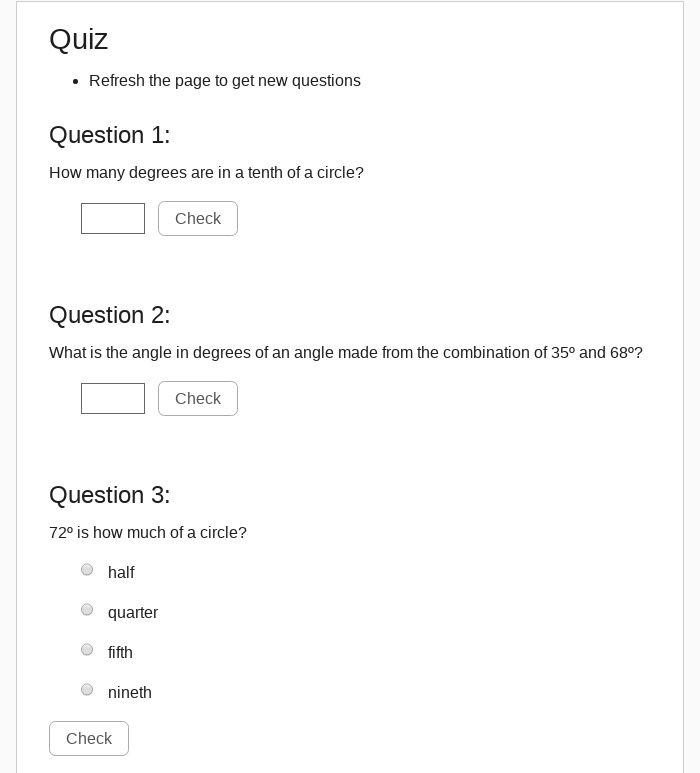 Quiz
Refresh the page to get new questions
Question 1:
How many degrees are in a tenth of a circle?
Check
Question 2:
What is the angle in degrees of an angle made from the combination of 35º and 68º?
Check
Question 3:
72º is how much of a circle?
half
quarter
fifth
nineth
Check